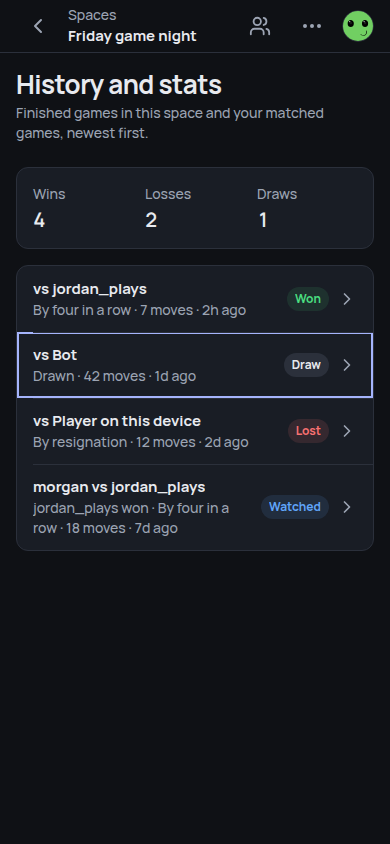 Spaces
Friday game night
History and stats
Finished games in this space and your matched
games, newest first.
Wins
Losses
Draws
4
2
1
vs jordan_plays
By four in a row · 7 moves · 2h ago
Won
vs Bot
Drawn · 42 moves · 1d ago
Draw
vs Player on this device
By resignation · 12 moves · 2d ago
Lost
morgan vs jordan_plays
jordan_plays won · By four in a
row · 18 moves · 7d ago
Watched